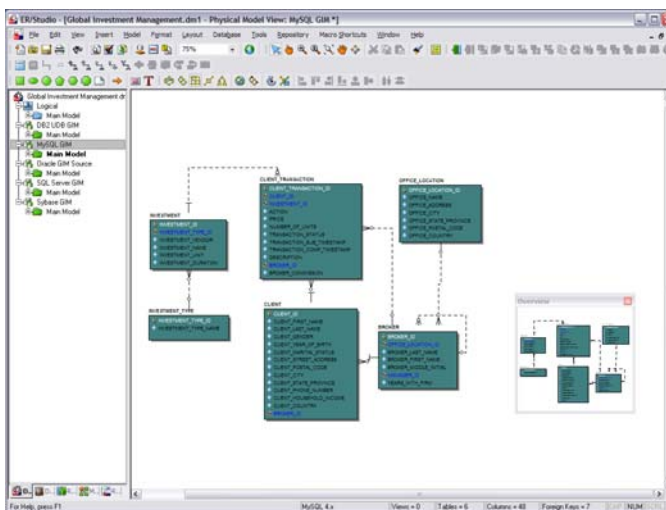 ER/Studio - [Global Investment Management.dm1 - Physical Model View: MySQL GIM *]
File Edit View Insert Model Format Layout Database Tools Repository Macro Shortcuts Window Help
75%
Global Investment Management.dr
Logical
Main Model
DB2 UDB GIM
Main Model
MySQL GIM
Main Model
Oracle GIM Source
Main Model
SQL Server GIM
Main Model
Sybase GIM
Main Model
CLIENT_TRANSACTION
CLIENT_TRANSACTION_ID
CLIENT_ID
INVESTMENT_ID
ACTION
PRICE
NUMBER_OF_UNITS
TRANSACTION_STATUS
TRANSACTION_SUB_TIMESTAMP
TRANSACTION_COMP_TIMESTAMP
DESCRIPTION
BROKER_ID
BROKER_COMMISSION
OFFICE_LOCATION
OFFICE_LOCATION_ID
OFFICE_NAME
OFFICE_ADDRESS
OFFICE_CITY
OFFICE_STATE_PROVINCE
OFFICE_POSTAL_CODE
OFFICE_COUNTRY
INVESTMENT
INVESTMENT_ID
INVESTMENT_TYPE_ID
INVESTMENT_VENDOR
INVESTMENT_NAME
INVESTMENT_UNIT
INVESTMENT_DURATION
INVESTMENT_TYPE
INVESTMENT_TYPE_ID
INVESTMENT_TYPE_NAME
CLIENT
CLIENT_ID
CLIENT_FIRST_NAME
CLIENT_LAST_NAME
CLIENT_GENDER
CLIENT_YEAR_OF_BIRTH
CLIENT_MARITAL_STATUS
CLIENT_STREET_ADDRESS
CLIENT_POSTAL_CODE
CLIENT_CITY
CLIENT_STATE_PROVINCE
CLIENT_PHONE_NUMBER
CLIENT_HOUSEHOLD_INCOME
CLIENT_COUNTRY
BROKER_ID
BROKER
BROKER_ID
OFFICE_LOCATION_ID
BROKER_LAST_NAME
BROKER_FIRST_NAME
BROKER_MIDDLE_INITIAL
MANAGER_ID
YEARS_WITH_FIRM
Overview
For Help, press F1
MySQL 4.x
Views = 0
Tables = 6
Columns = 48
Foreign Keys = 7
NUM